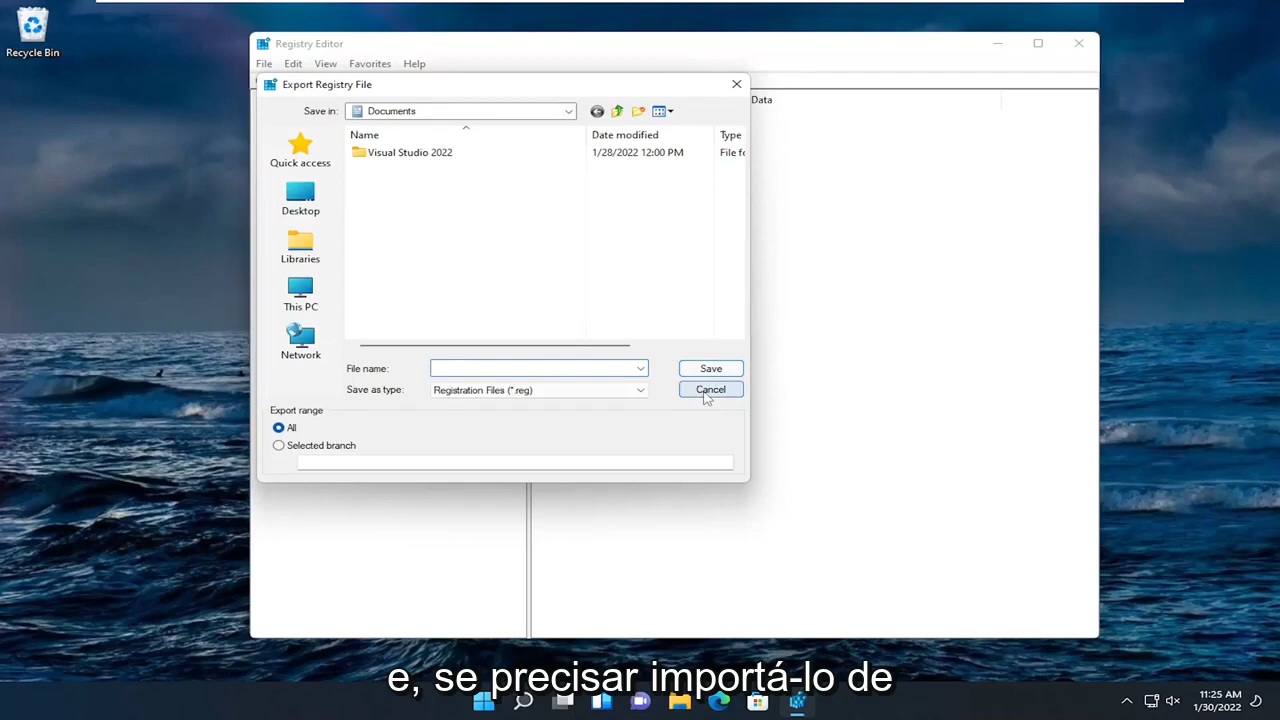 Recycle Bin
Registry Editor
File Edit View Favorites Help
Data
Export Registry File
Save in: Documents
Name Date modified Type
Visual Studio 2022 1/28/2022 12:00 PM File fo
Quick access
Desktop
Libraries
This PC
Network
File name: Save
Save as type: Registration Files (*.reg) Cancel
Export range
All
Selected branch
e, se precisar importá-lo de
11:25 AM
1/30/2022